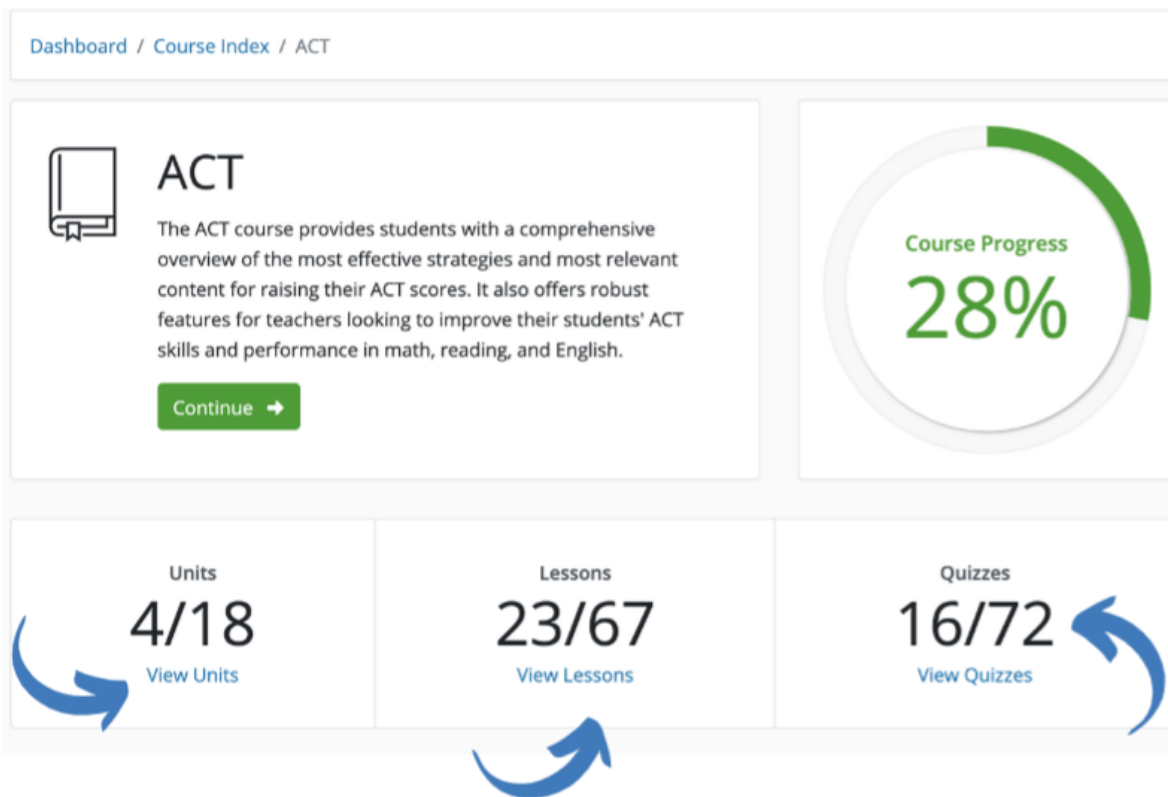 Dashboard / Course Index / ACT
ACT
The ACT course provides students with a comprehensive
overview of the most effective strategies and most relevant
content for raising their ACT scores. It also offers robust
features for teachers looking to improve their students' ACT
skills and performance in math, reading, and English.
Continue
Course Progress
28%
Units
4/18
View Units
Lessons
23/67
View Lessons
Quizzes
16/72
View Quizzes